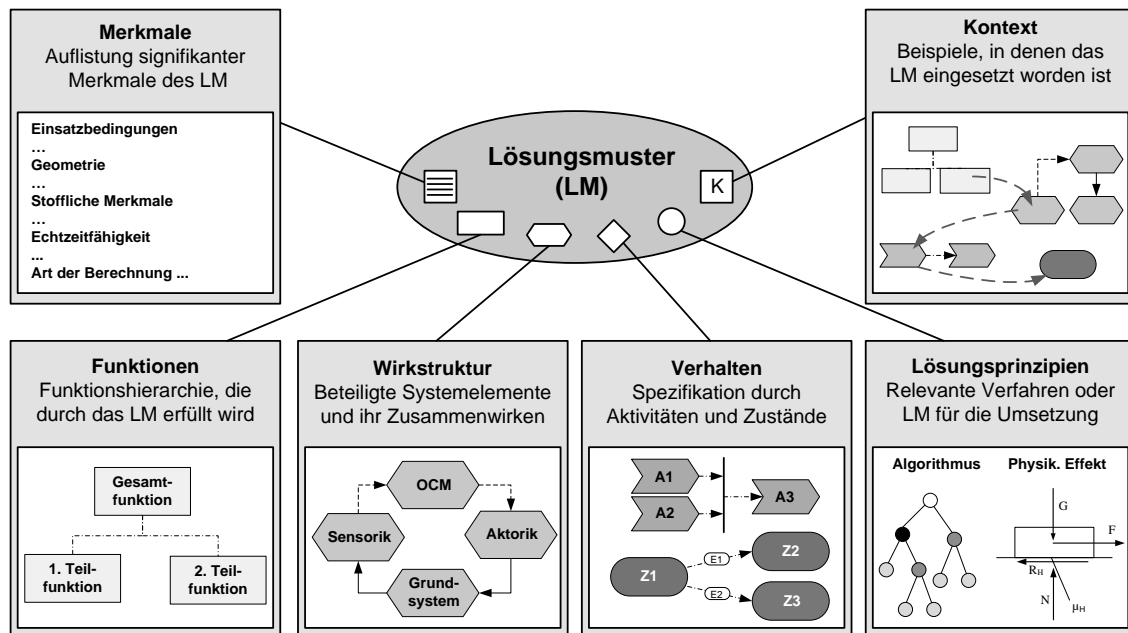 Merkmale
Auflistung signifikanter
Merkmale des LM
Einsatzbedingungen
…
Geometrie
…
Stoffliche Merkmale
…
Echtzeitfähigkeit
...
Art der Berechnung ...
Lösungsmuster
(LM)
K
Kontext
Beispiele, in denen das
LM eingesetzt worden ist
Funktionen
Funktionshierarchie, die
durch das LM erfüllt wird
Gesamt-
funktion
1. Teil-
funktion
2. Teil-
funktion
Wirkstruktur
Beteiligte Systemelemente
und ihr Zusammenwirken
OCM
Sensorik
Aktorik
Grund-
system
Verhalten
Spezifikation durch
Aktivitäten und Zustände
A1
A2
A3
Z1
E1
E2
Z2
Z3
Lösungsprinzipien
Relevante Verfahren oder
LM für die Umsetzung
Algorithmus
Physik. Effekt
G
F
R_H
N
μ_H